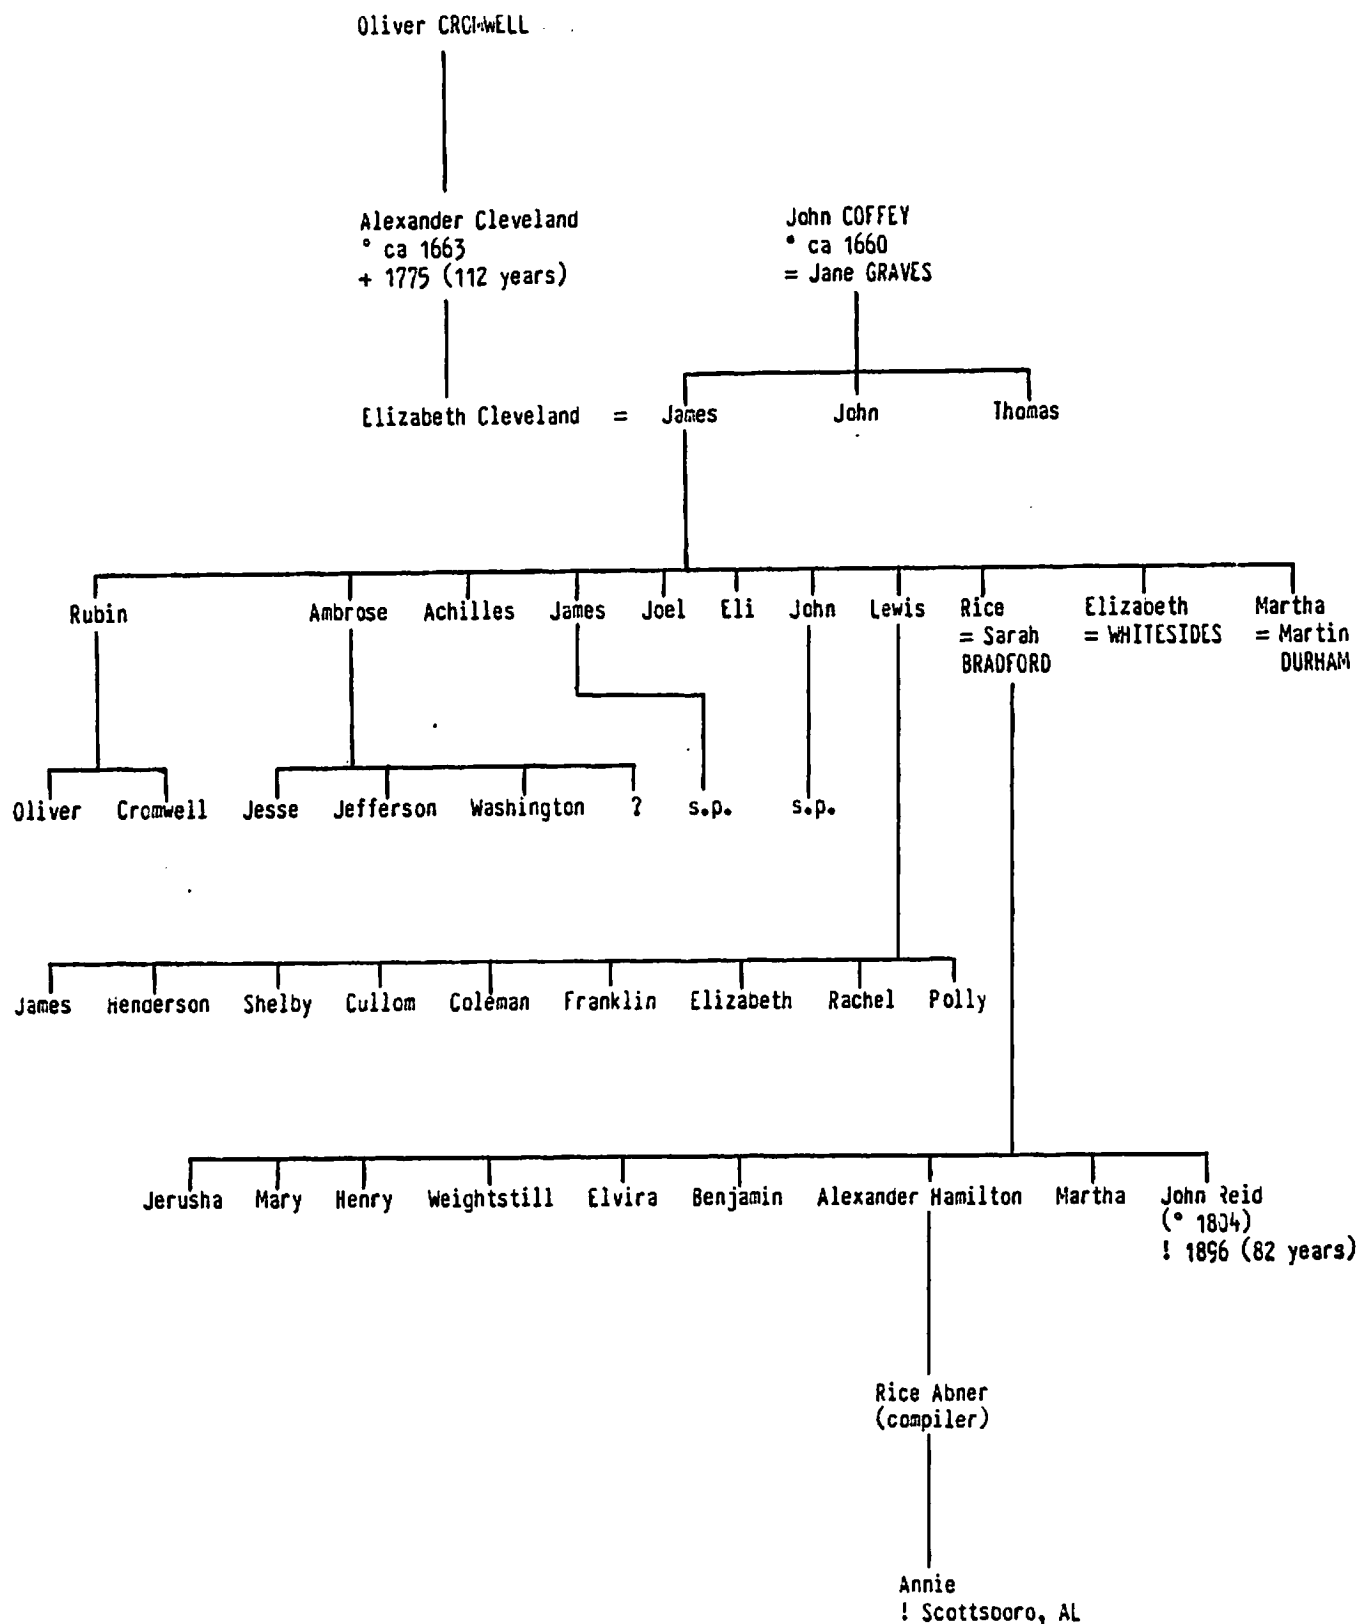 Oliver CROMWELL
Alexander Cleveland
° ca 1663
+ 1775 (112 years)
John COFFEY
° ca 1660
= Jane GRAVES
Elizabeth Cleveland = James John Thomas
Rubin Ambrose Achilles James Joel Eli John Lewis Rice Elizabeth Martha
= Sarah = WHITESIDES = Martin
BRADFORD DURHAM
Oliver Cromwell Jesse Jefferson Washington ? s.p. s.p.
James Henderson Shelby Cullom Coleman Franklin Elizabeth Rachel Polly
Jerusha Mary Henry Weightstill Elvira Benjamin Alexander Hamilton Martha John Reid
(° 1804)
! (82 years)
Rice Abner
(compiler)
Annie
! Scottsboro, AL